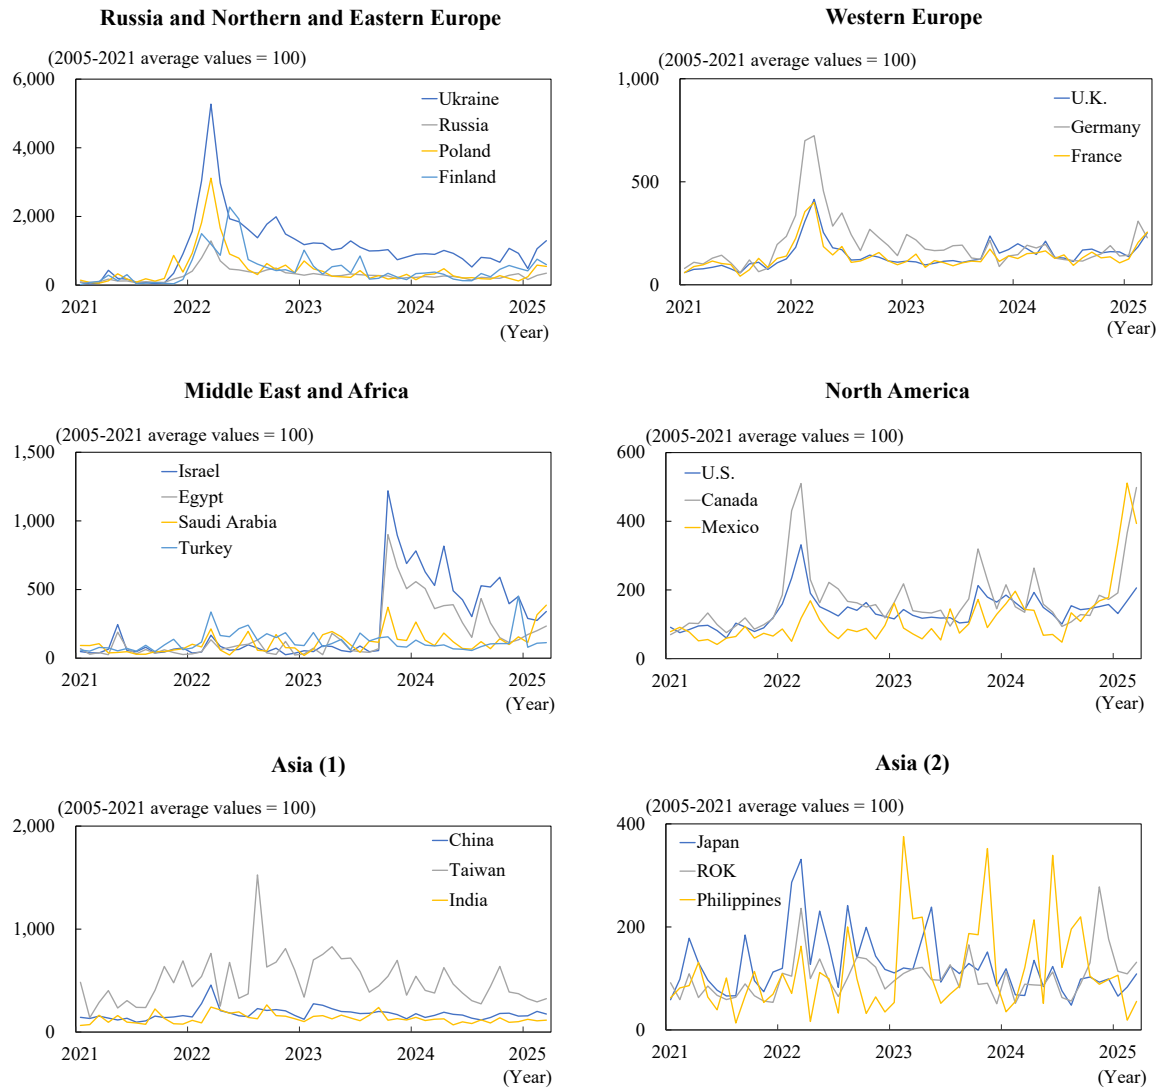 Russia and Northern and Eastern Europe
(2005-2021 average values = 100)
6,000
4,000
2,000
0
Ukraine
Russia
Poland
Finland
2021 2022 2023 2024 2025
(Year)
Western Europe
(2005-2021 average values = 100)
1,000
500
0
U.K.
Germany
France
2021 2022 2023 2024 2025
(Year)
Middle East and Africa
(2005-2021 average values = 100)
1,500
1,000
500
0
Israel
Egypt
Saudi Arabia
Turkey
2021 2022 2023 2024 2025
(Year)
North America
(2005-2021 average values = 100)
600
400
200
0
U.S.
Canada
Mexico
2021 2022 2023 2024 2025
(Year)
Asia (1)
(2005-2021 average values = 100)
2,000
1,000
0
China
Taiwan
India
2021 2022 2023 2024 2025
(Year)
Asia (2)
(2005-2021 average values = 100)
400
200
0
Japan
ROK
Philippines
2021 2022 2023 2024 2025
(Year)